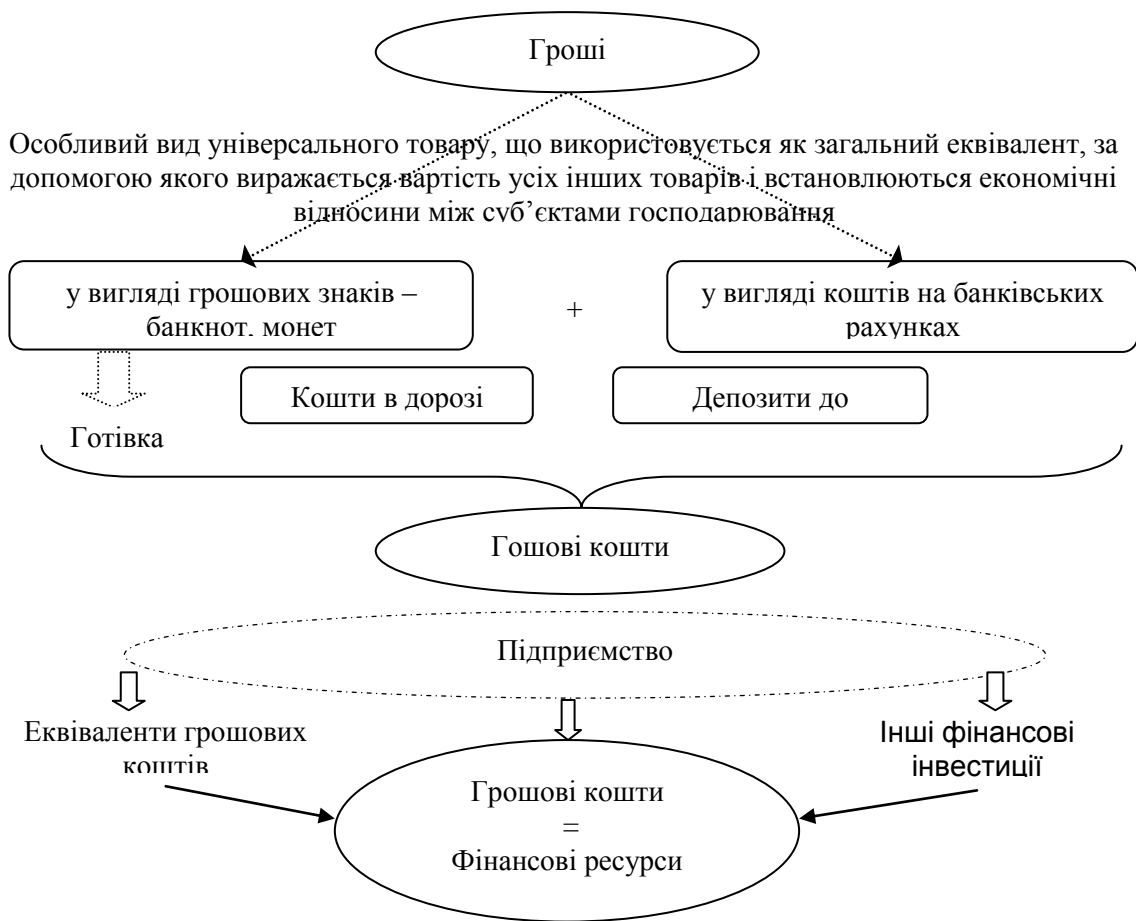 Гроші
Особливий вид універсального товару, що використовується як загальний еквівалент, за
допомогою якого виражається вартість усіх інших товарів і встановлюються економічні
відносини між суб’єктами господарювання
у вигляді грошових знаків –
банкнот, монет
+
у вигляді коштів на банківських
рахунках
Кошти в дорозі
Депозити до
Готівка
Гошові кошти
Підприємство
Еквіваленти грошових
коштів
Інші фінансові
інвестиції
Грошові кошти
=
Фінансові ресурси